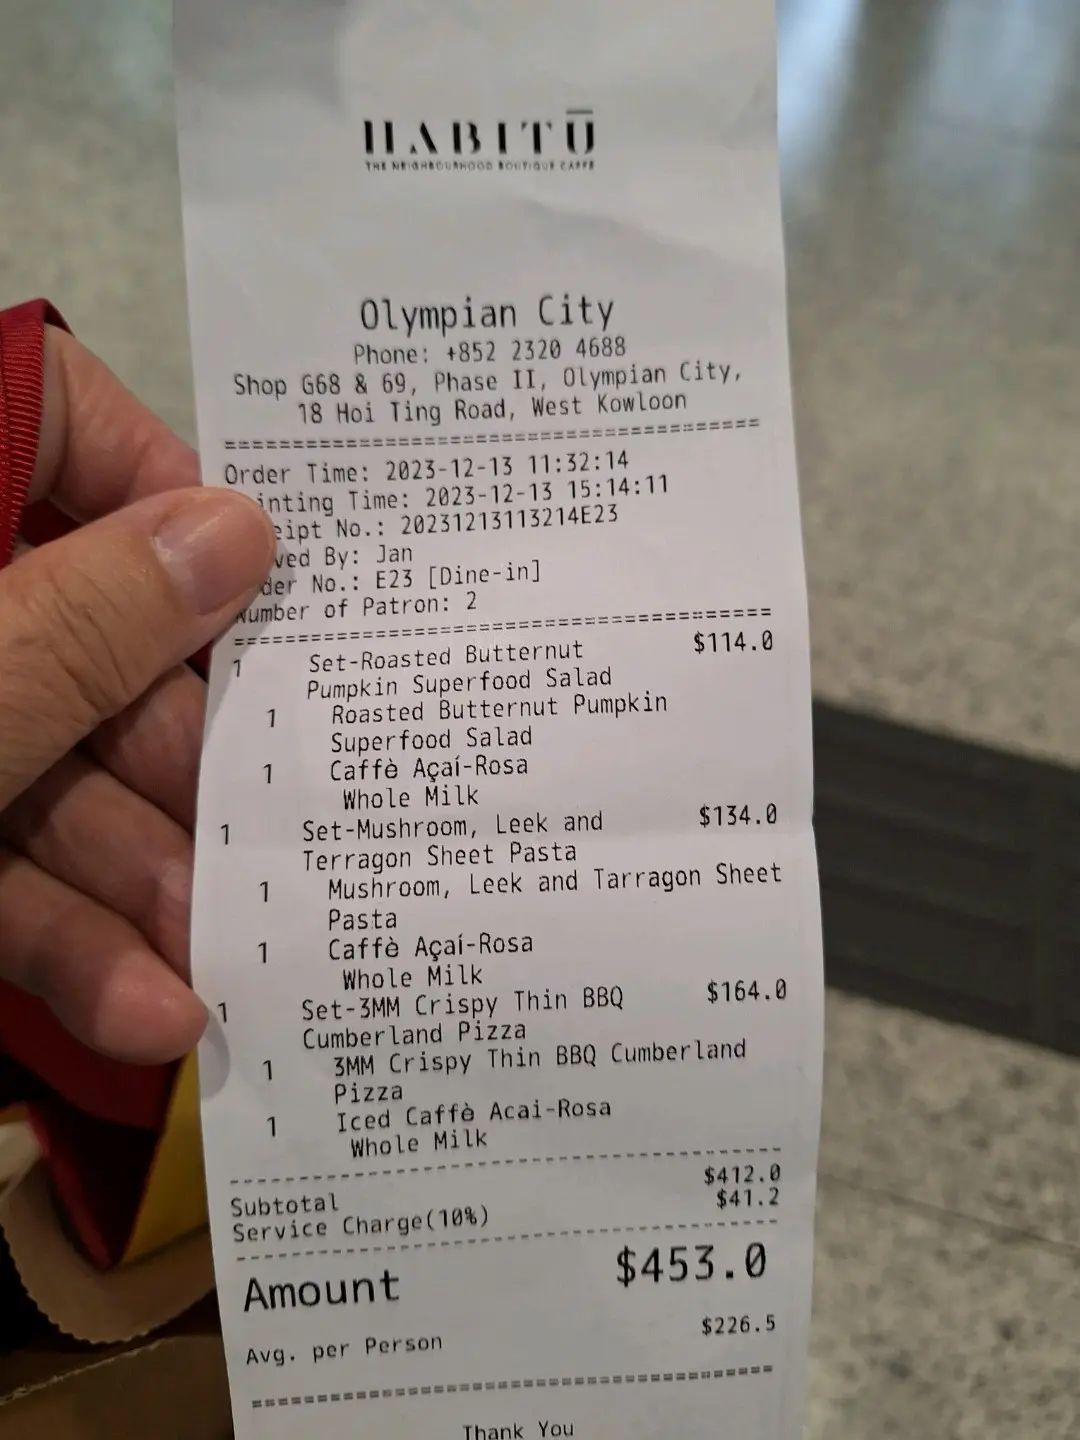 HABITŪ
THE NEIGHBOURHOOD BOUTIQUE CAFFÈ
Olympian City
Phone: +852 2320 4688
Shop G68 & 69, Phase II, Olympian City,
18 Hoi Ting Road, West Kowloon
========================================
Order Time: 2023-12-13 11:32:14
inting Time: 2023-12-13 15:14:11
eipt No.: 20231213113214E23
ved By: Jan
der No.: E23 [Dine-in]
Number of Patron: 2
========================================
1 Set-Roasted Butternut $114.0
Pumpkin Superfood Salad
1 Roasted Butternut Pumpkin
Superfood Salad
1 Caffè Açaí-Rosa
Whole Milk
1 Set-Mushroom, Leek and $134.0
Terragon Sheet Pasta
1 Mushroom, Leek and Tarragon Sheet
Pasta
1 Caffè Açaí-Rosa
Whole Milk
1 Set-3MM Crispy Thin BBQ $164.0
Cumberland Pizza
1 3MM Crispy Thin BBQ Cumberland
Pizza
1 Iced Caffè Acai-Rosa
Whole Milk
----------------------------------------
Subtotal $412.0
Service Charge(10%) $41.2
----------------------------------------
Amount $453.0
Avg. per Person $226.5
========================================
Thank You